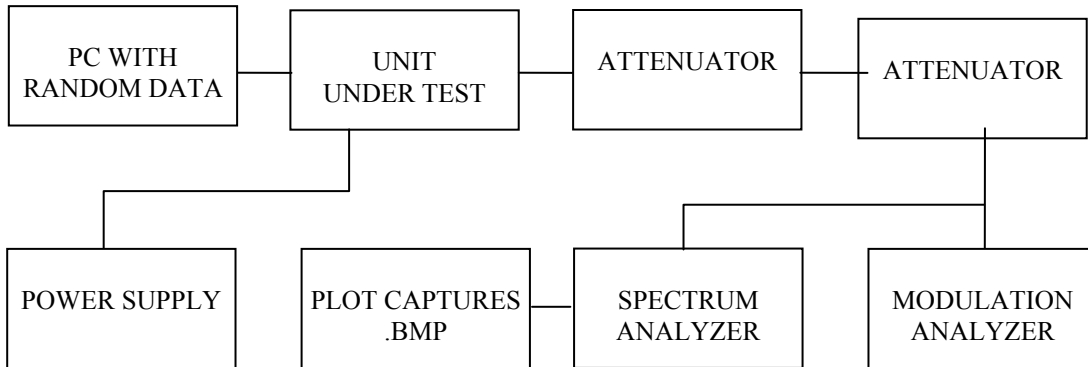 PC WITH
RANDOM DATA
UNIT
UNDER TEST
ATTENUATOR
ATTENUATOR
POWER SUPPLY
PLOT CAPTURES
.BMP
SPECTRUM
ANALYZER
MODULATION
ANALYZER